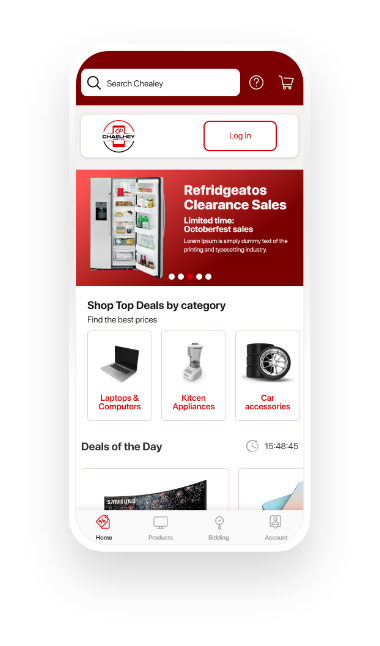 Search Chealey
CP
CHAELHEY
Log In
Refridgeatos
Clearance Sales
Limited time:
Octoberfest sales
Lorem Ipsum is simply dummy text of the
printing and typesetting industry.
Shop Top Deals by category
Find the best prices
Laptops &
Computers
Kitcen
Appliances
Car
accessories
Deals of the Day
15:48:45
SAMSUNG
Home
Products
Bidding
Account